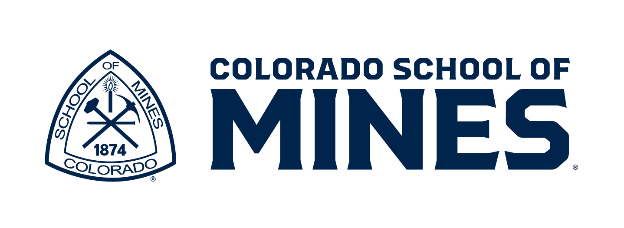 SCHOOL OF MINES
1874
COLORADO
®
COLORADO SCHOOL OF
MINES
®